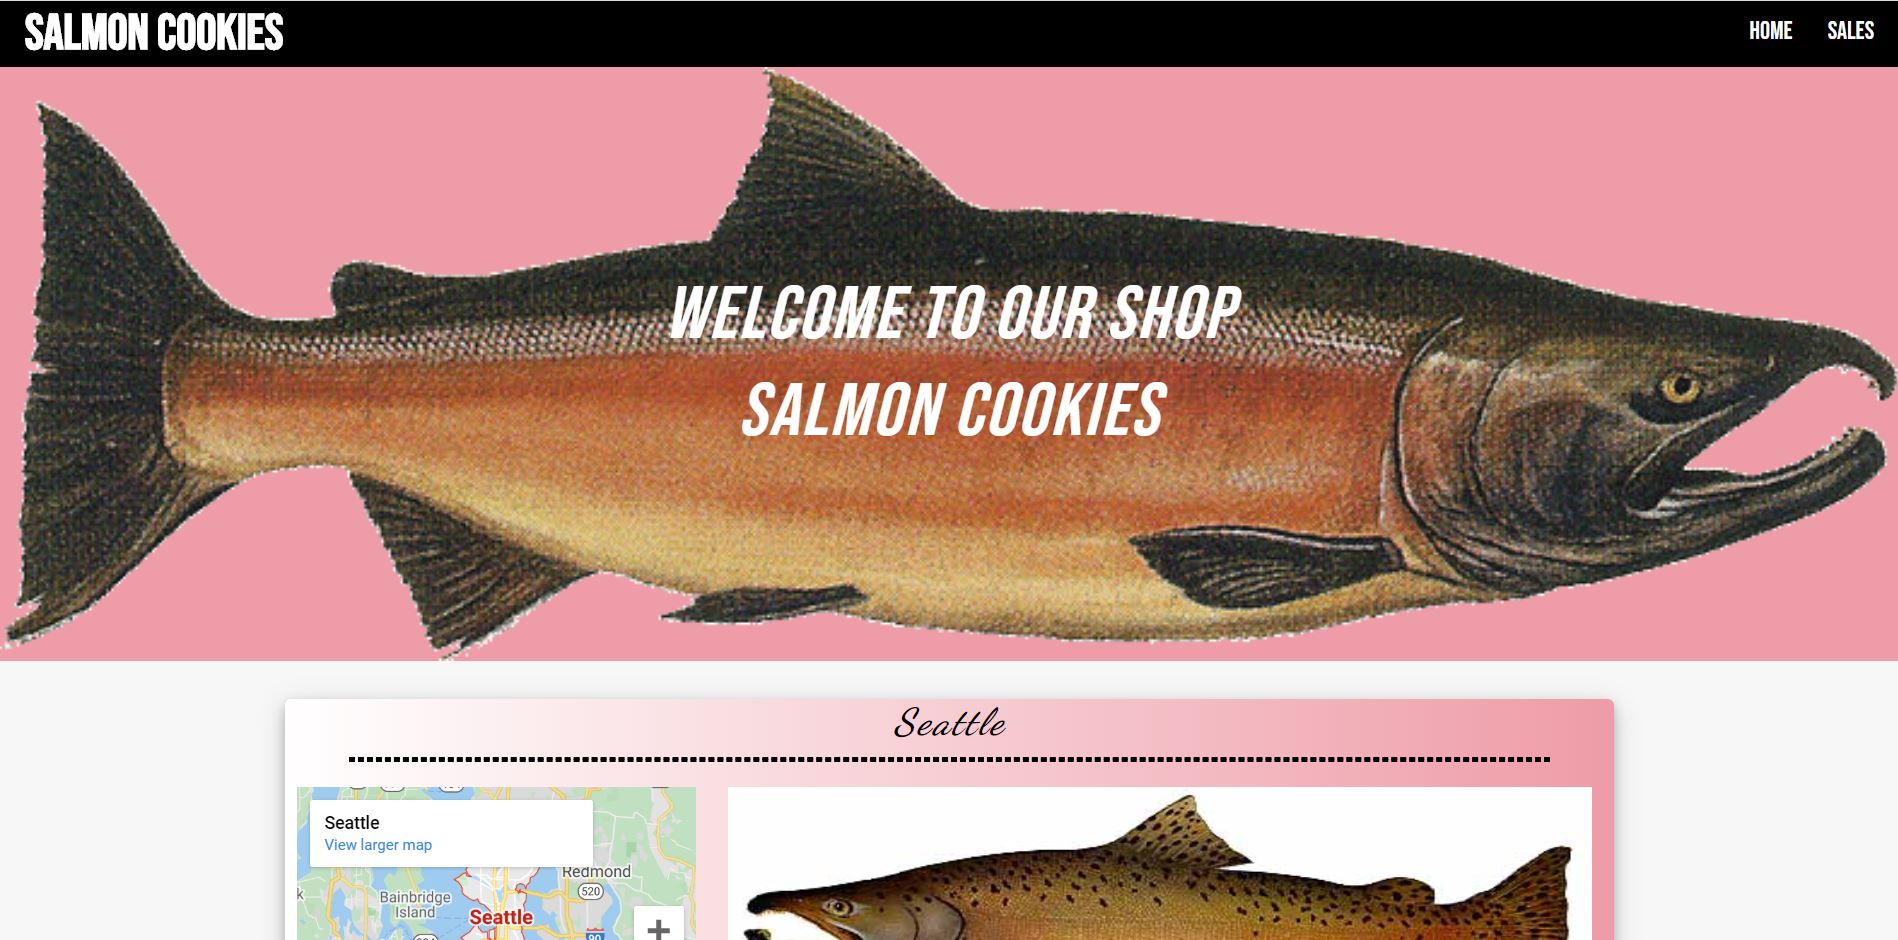 SALMON COOKIES
HOME
SALES
WELCOME TO OUR SHOP
SALMON COOKIES
Seattle
Seattle
View larger map
Redmond
520
Bainbridge
Island
Seattle
90